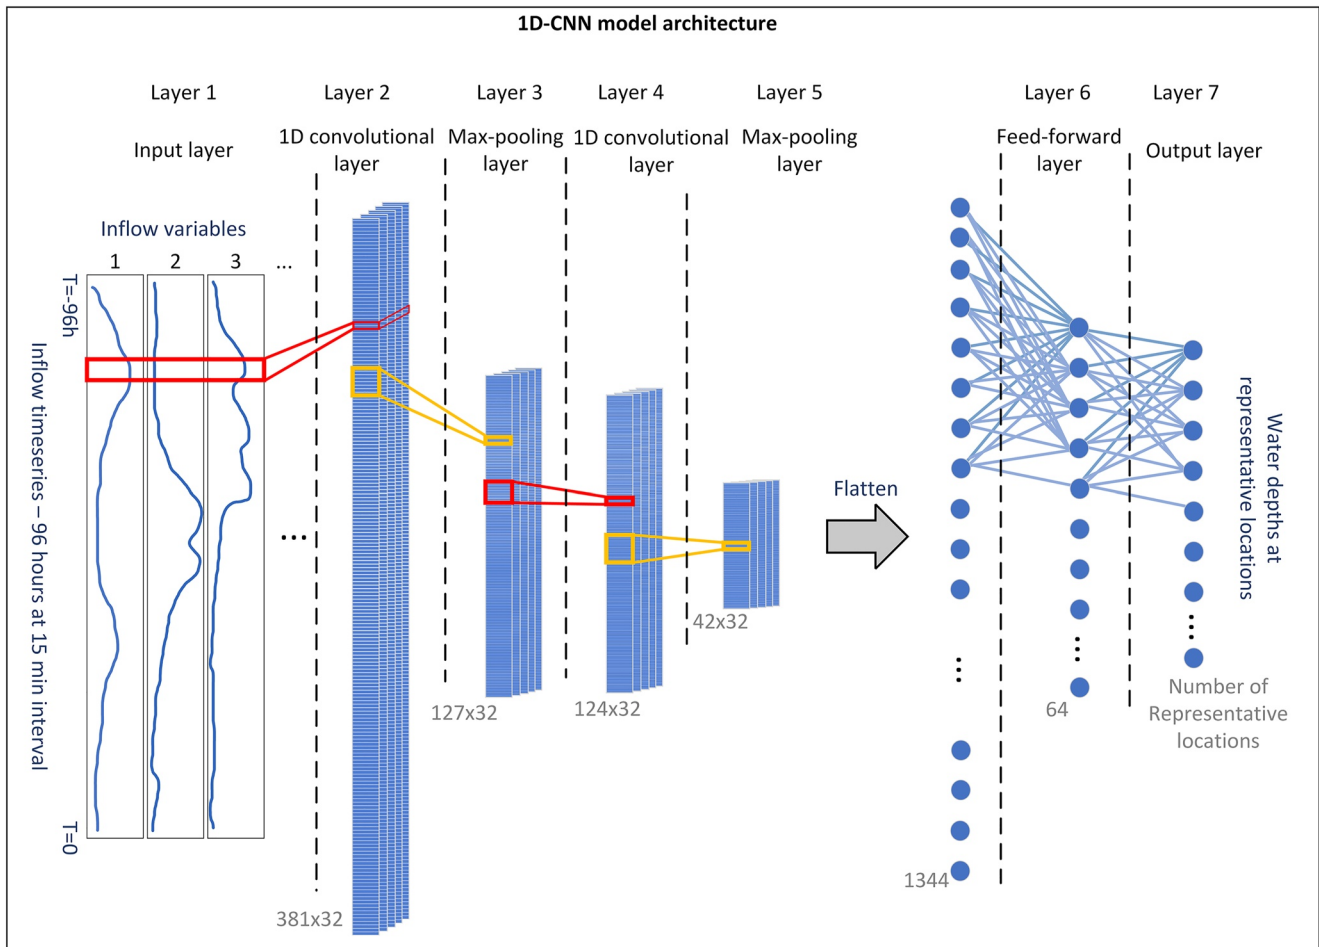 1D-CNN model architecture
Layer 1
Layer 2
Layer 3
Layer 4
Layer 5
Layer 6
Layer 7
Input layer
1D convolutional
layer
Max-pooling
layer
1D convolutional
layer
Max-pooling
layer
Feed-forward
layer
Output layer
Inflow variables
1
2
3
...
T=-96h
Inflow timeseries – 96 hours at 15 min interval
T=0
...
381x32
127x32
124x32
42x32
Flatten
1344
64
Water depths at
representative locations
Number of
Representative
locations